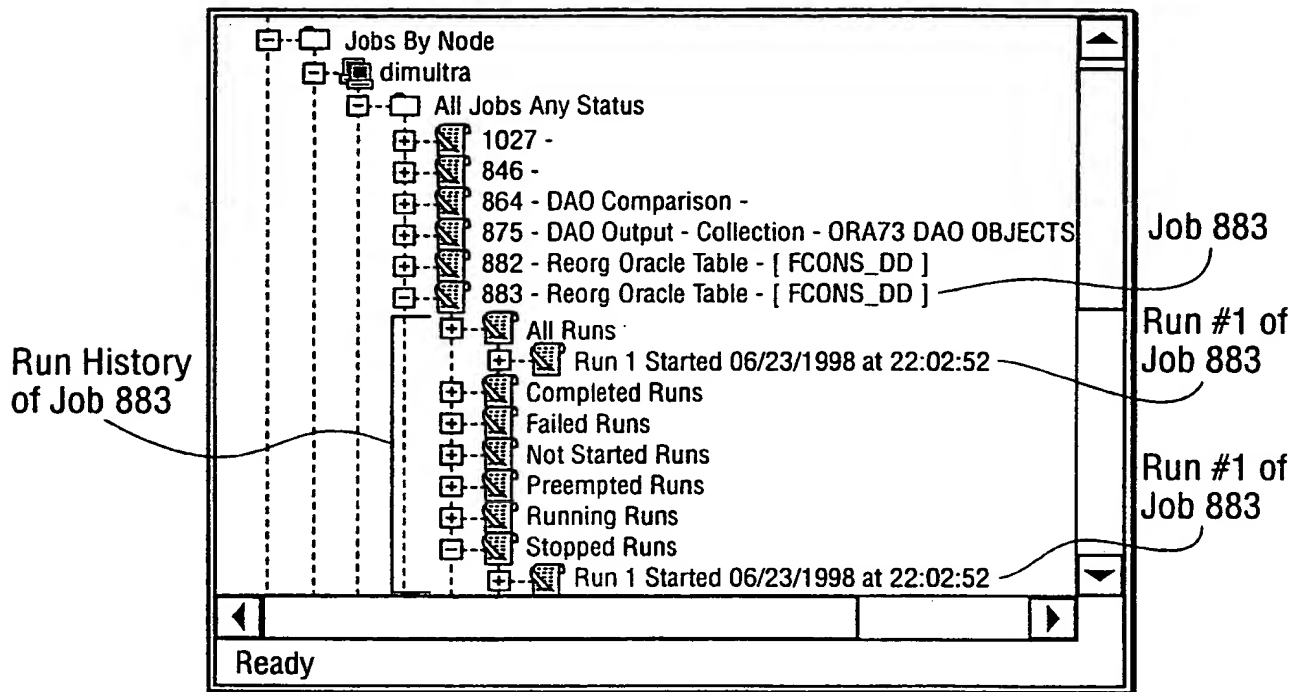 Jobs By Node
dimultra
All Jobs Any Status
1027 -
846 -
864 - DAO Comparison -
875 - DAO Output - Collection - ORA73 DAO OBJECTS
882 - Reorg Oracle Table - [ FCONS_DD ]
883 - Reorg Oracle Table - [ FCONS_DD ]
All Runs
Run 1 Started 06/23/1998 at 22:02:52
Completed Runs
Failed Runs
Not Started Runs
Preempted Runs
Running Runs
Stopped Runs
Run 1 Started 06/23/1998 at 22:02:52
Ready
Run History
of Job 883
Job 883
Run #1 of
Job 883
Run #1 of
Job 883